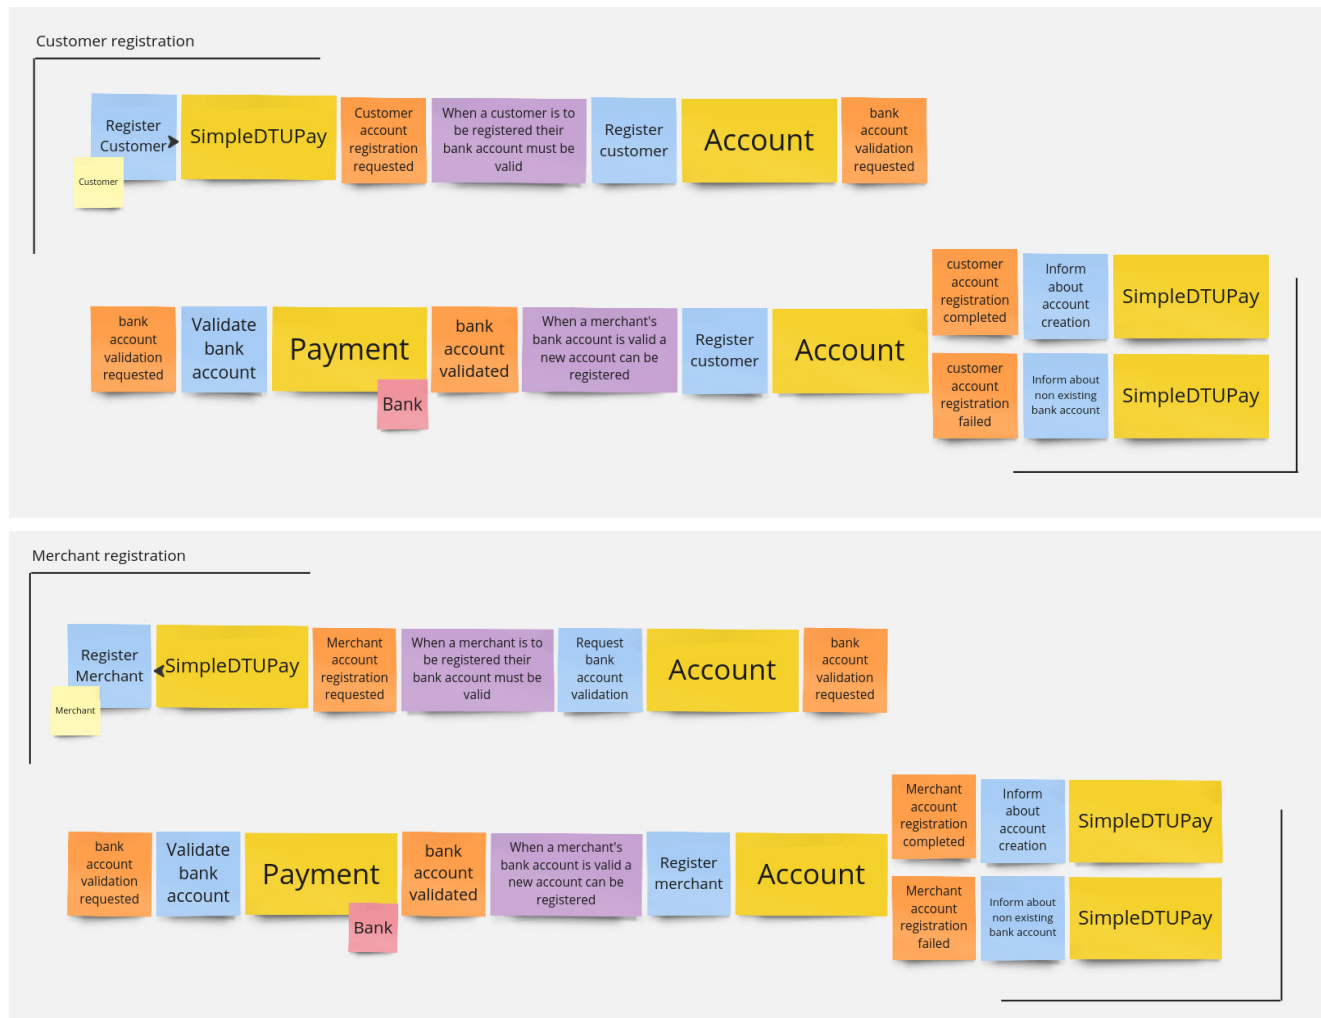 Customer registration
Register
Customer
Customer
SimpleDTUPay
Customer
account
registration
requested
When a customer is to
be registered their
bank account must be
valid
Register
customer
Account
bank
account
validation
requested
bank
account
validation
requested
Validate
bank
account
Payment
Bank
bank
account
validated
When a merchant's
bank account is valid a
new account can be
registered
Register
customer
Account
customer
account
registration
completed
Inform
about
account
creation
SimpleDTUPay
customer
account
registration
failed
Inform about
non existing
bank account
SimpleDTUPay
Merchant registration
Register
Merchant
Merchant
SimpleDTUPay
Merchant
account
registration
requested
When a merchant is to
be registered their
bank account must be
valid
Request
bank
account
validation
Account
bank
account
validation
requested
bank
account
validation
requested
Validate
bank
account
Payment
Bank
bank
account
validated
When a merchant's
bank account is valid a
new account can be
registered
Register
merchant
Account
Merchant
account
registration
completed
Inform
about
account
creation
SimpleDTUPay
Merchant
account
registration
failed
Inform about
non existing
bank account
SimpleDTUPay